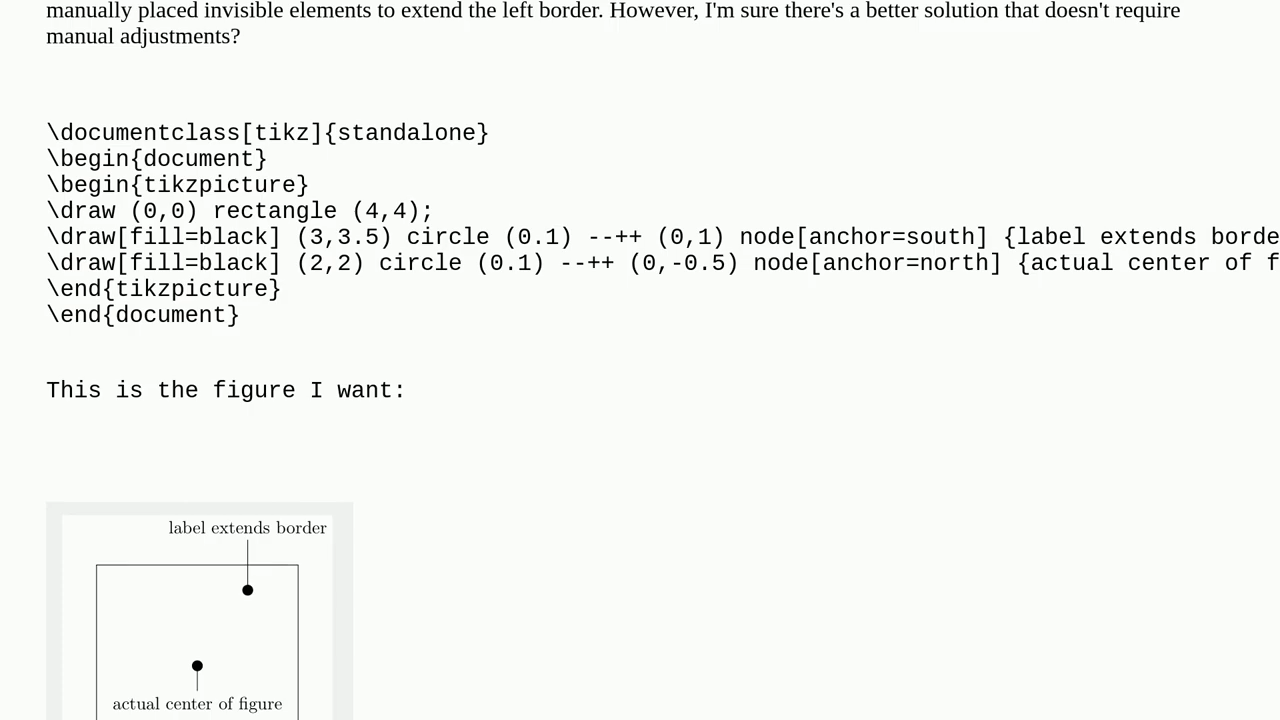 manually placed invisible elements to extend the left border. However, I'm sure there's a better solution that doesn't require
manual adjustments?
\documentclass[tikz]{standalone}
\begin{document}
\begin{tikzpicture}
\draw (0,0) rectangle (4,4);
\draw[fill=black] (3,3.5) circle (0.1) --++ (0,1) node[anchor=south] {label extends borde
\draw[fill=black] (2,2) circle (0.1) --++ (0,-0.5) node[anchor=north] {actual center of f
\end{tikzpicture}
\end{document}
This is the figure I want:
label extends border
actual center of figure